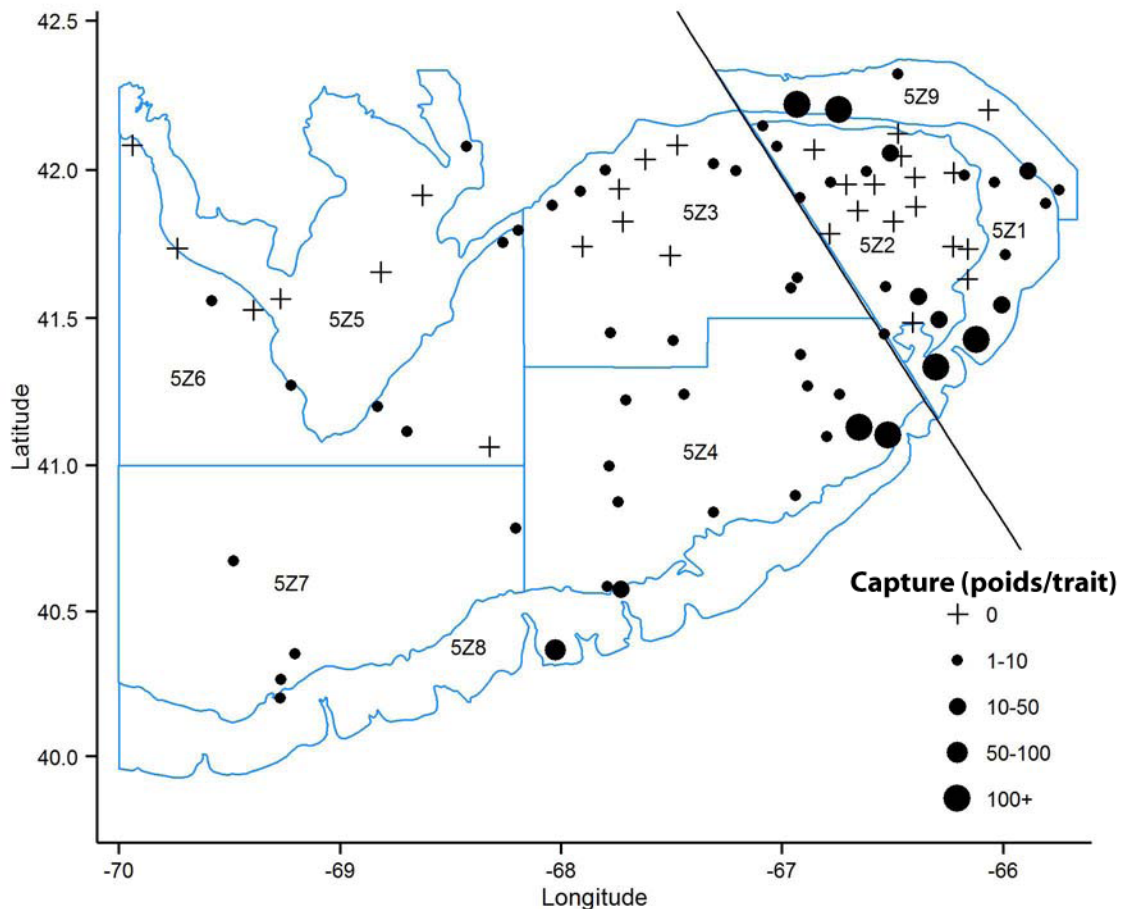 42.5
5Z9
42.0
5Z3
5Z1
5Z2
41.5
5Z5
5Z6
Latitude
5Z4
41.0
5Z7
Capture (poids/trait)
40.5
0
5Z8
1-10
10-50
40.0
50-100
100+
-70 -69 -68 -67 -66
Longitude